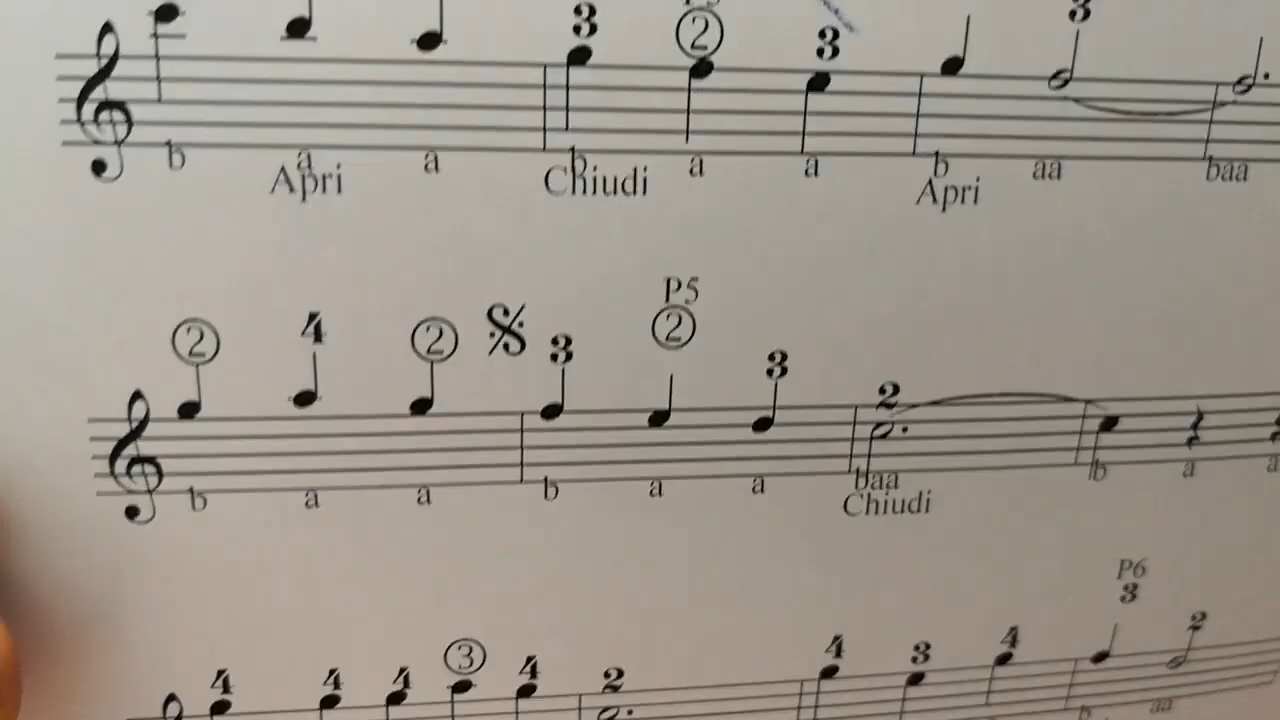 3 ② 3 3
b a a b a a b aa baa
Apri Chiudi Apri
P5
② 4 ② 3 ② 3 2
b a a b a a baa b a a
Chiudi
P6
4 4 4 ③ 4 2 4 3 4 3 2
b aa